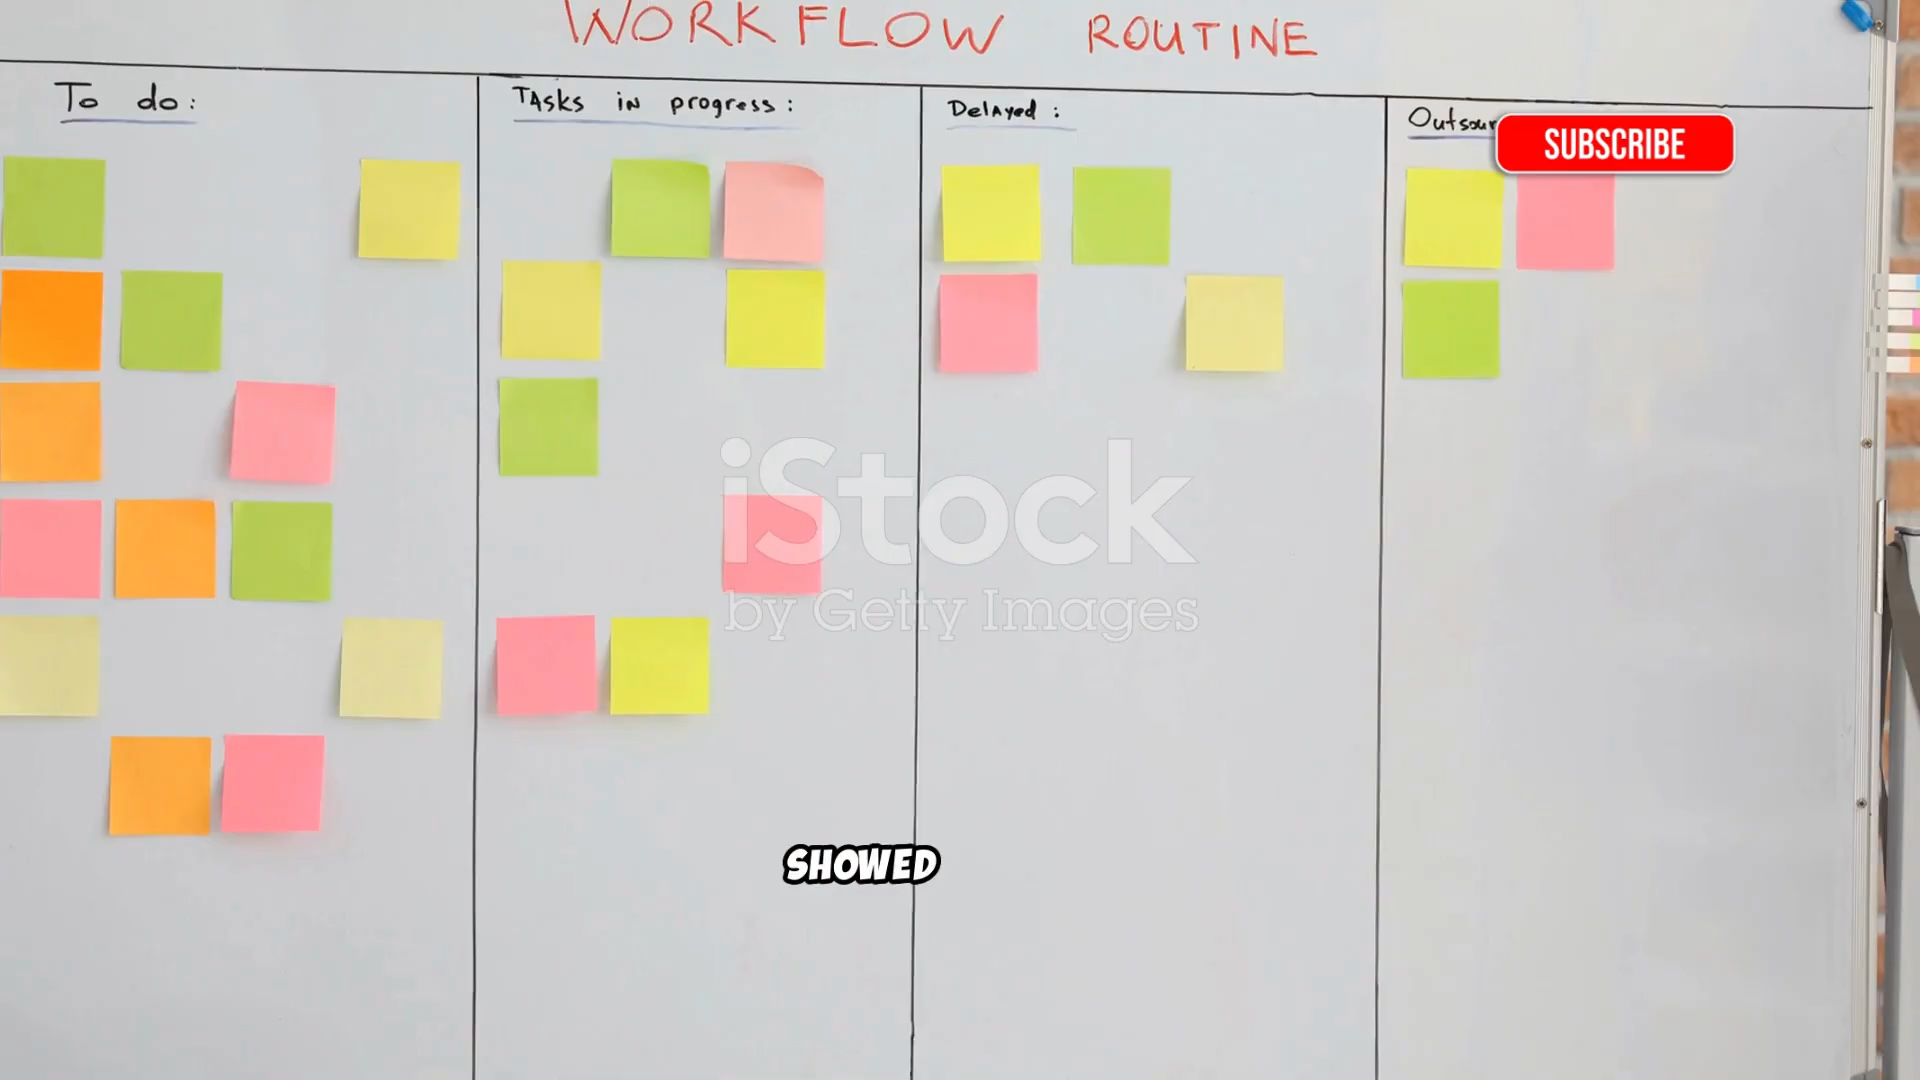 WORKFLOW ROUTINE
To do:
Tasks in progress:
Delayed:
SUBSCRIBE
iStock
by Getty Images
SHOWED